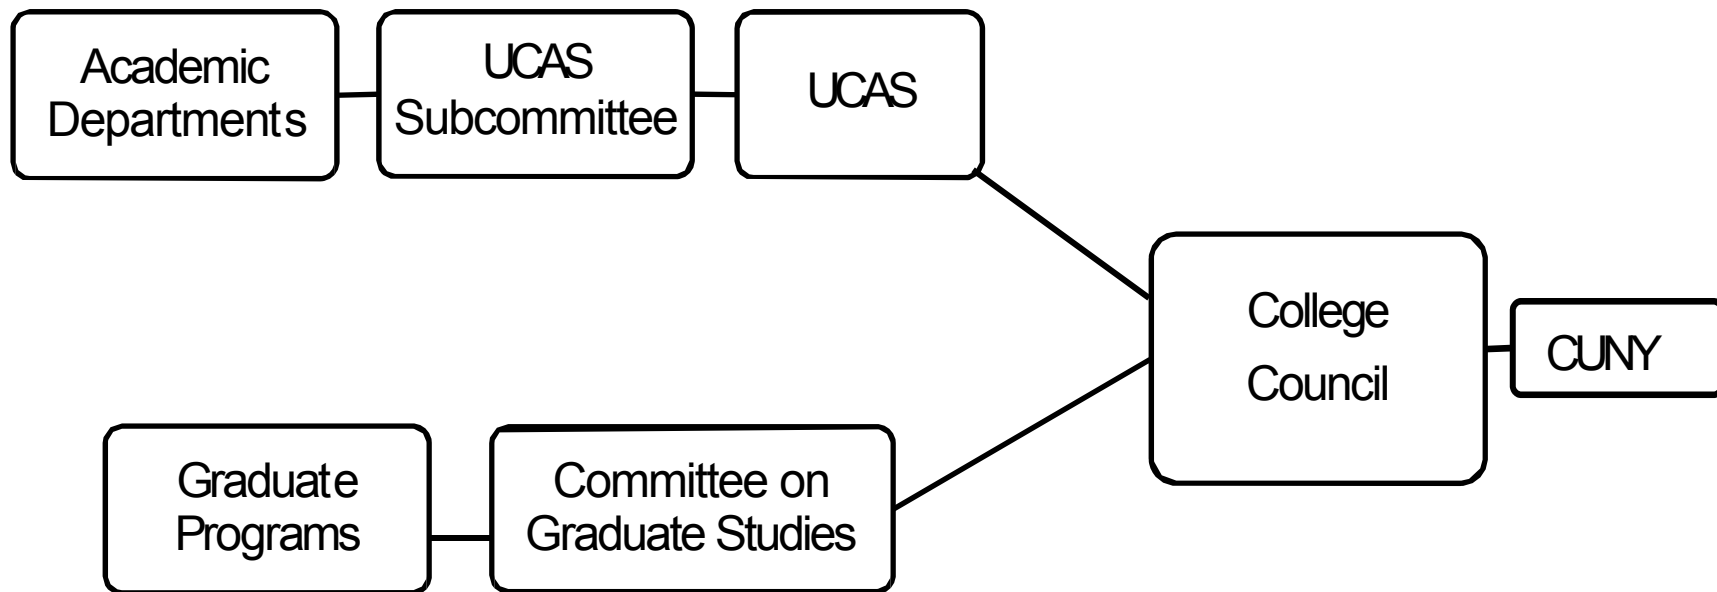 Academic
Departments
UCAS
Subcommittee
UCAS
College
Council
CUNY
Graduate
Programs
Committee on
Graduate Studies